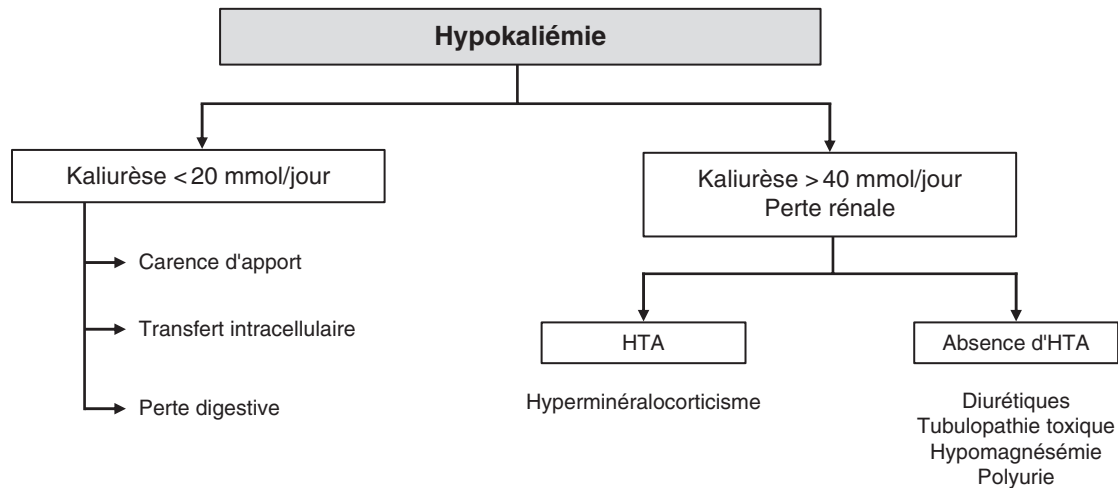 Hypokaliémie
Kaliurèse < 20 mmol/jour
Carence d'apport
Transfert intracellulaire
Perte digestive
Kaliurèse > 40 mmol/jour
Perte rénale
HTA
Hyperminéralocorticisme
Absence d'HTA
Diurétiques
Tubulopathie toxique
Hypomagnésémie
Polyurie